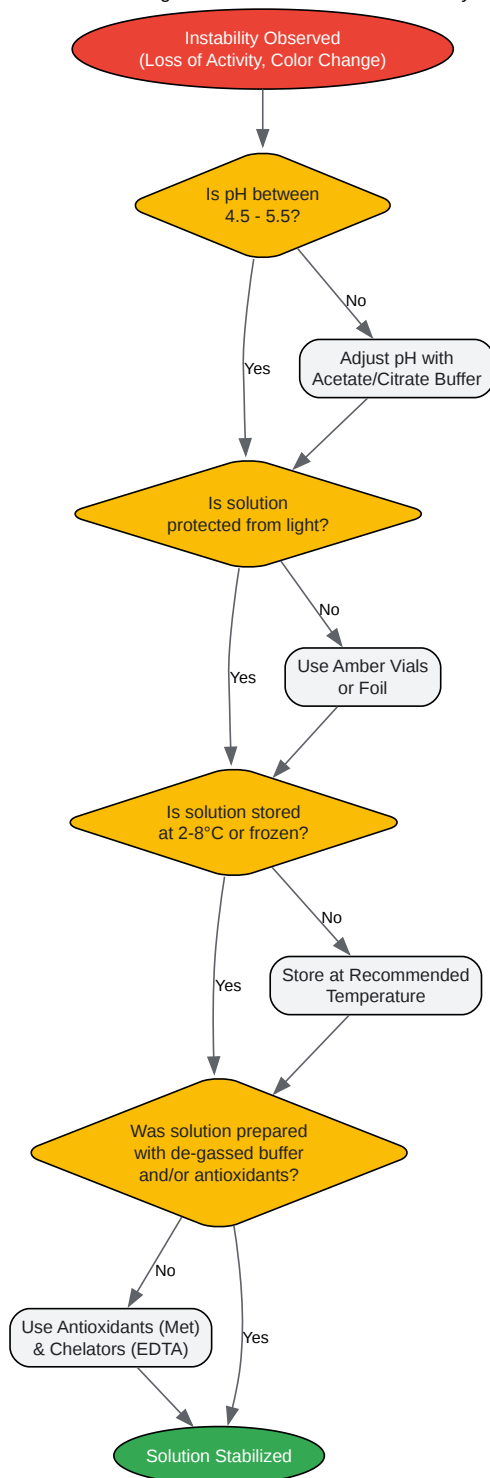 Instability Observed
(Loss of Activity, Color Change)
Is pH between
4.5 - 5.5?
No
Adjust pH with
Acetate/Citrate Buffer
Yes
Is solution
protected from light?
No
Use Amber Vials
or Foil
Yes
Is solution stored
at 2-8°C or frozen?
No
Store at Recommended
Temperature
Yes
Was solution prepared
with de-gassed buffer
and/or antioxidants?
No
Use Antioxidants (Met)
& Chelators (EDTA)
Yes
Solution Stabilized